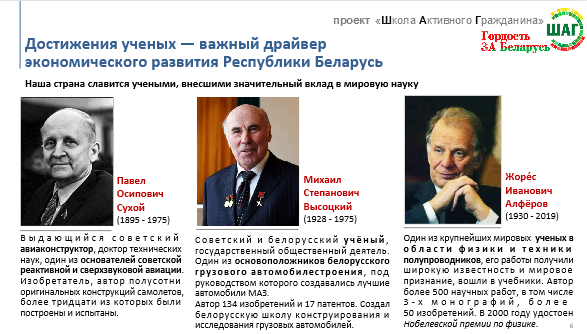 проект «Школа Активного Гражданина»
Гордость
ЗА Беларусь
ШАГ
Достижения ученых — важный драйвер
экономического развития Республики Беларусь
Наша страна славится учеными, внесшими значительный вклад в мировую науку
Павел
Осипович
Сухой
(1895 - 1975)
Выдающийся советский
авиаконструктор, доктор технических
наук, один из основателей советской
реактивной и сверхзвуковой авиации.
Изобретатель, автор полусотни
оригинальных конструкций самолетов,
более тридцати из которых были
построены и испытаны.
Михаил
Степанович
Высоцкий
(1928 - 1975)
Советский и белорусский учёный,
государственный общественный деятель.
Один из основоположников белорусского
грузового автомобилестроения, под
руководством которого создавались лучшие
автомобили МАЗ.
Автор 134 изобретений и 17 патентов. Создал
белорусскую школу конструирования и
исследования грузовых автомобилей.
Жорéс
Иванович
Алфёров
(1930 - 2019)
Один из крупнейших мировых ученых в
области физики и техники
полупроводников, его работы получили
широкую известность и мировое
признание, вошли в учебники. Автор
более 500 научных работ, в том числе
3-х монографий, более
50 изобретений. В 2000 году удостоен
Нобелевской премии по физике.
6